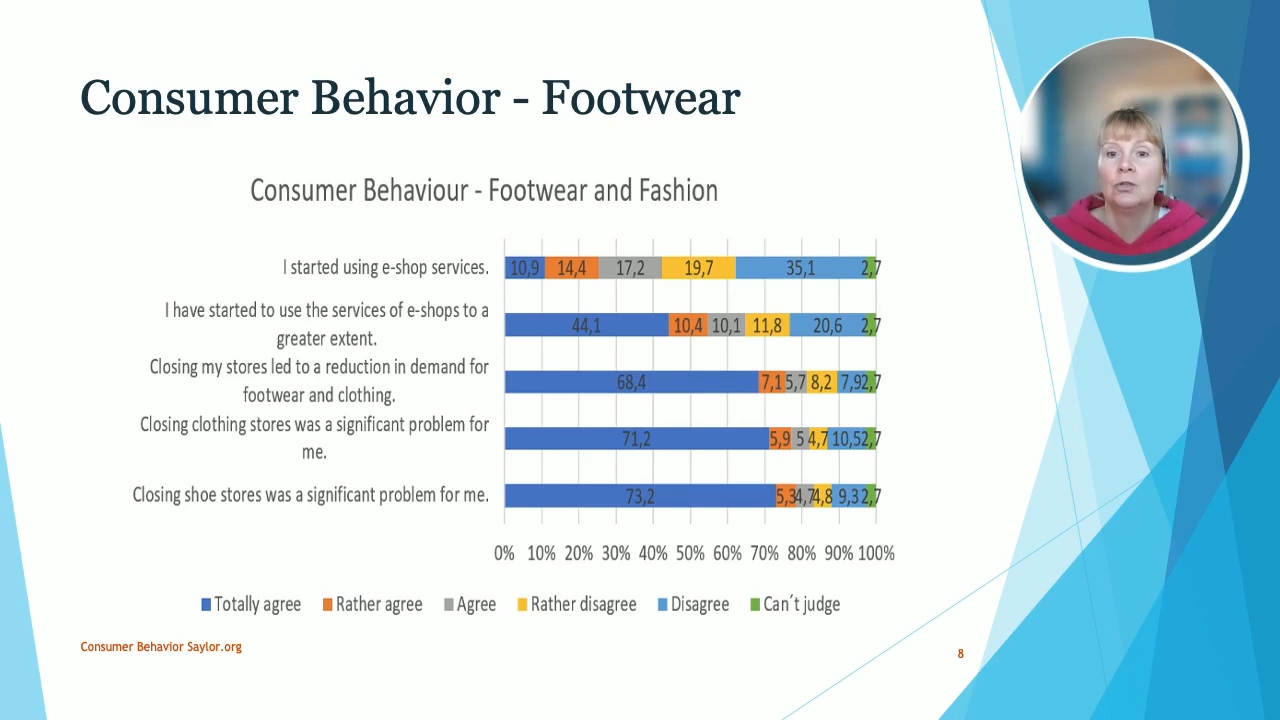 Consumer Behavior - Footwear
Consumer Behaviour - Footwear and Fashion
I started using e-shop services.
10,9 14,4 17,2 19,7 35,1 2,7
I have started to use the services of e-shops to a
greater extent.
44,1 10,4 10,1 11,8 20,6 2,7
Closing my stores led to a reduction in demand for
footwear and clothing.
68,4 7,1 5,7 8,2 7,9 2,7
Closing clothing stores was a significant problem for
me.
71,2 5,9 5 4,7 10,5 2,7
Closing shoe stores was a significant problem for me.
73,2 5,3 4,7 4,8 9,3 2,7
0% 10% 20% 30% 40% 50% 60% 70% 80% 90% 100%
Totally agree Rather agree Agree Rather disagree Disagree Can´t judge
Consumer Behavior Saylor.org
8